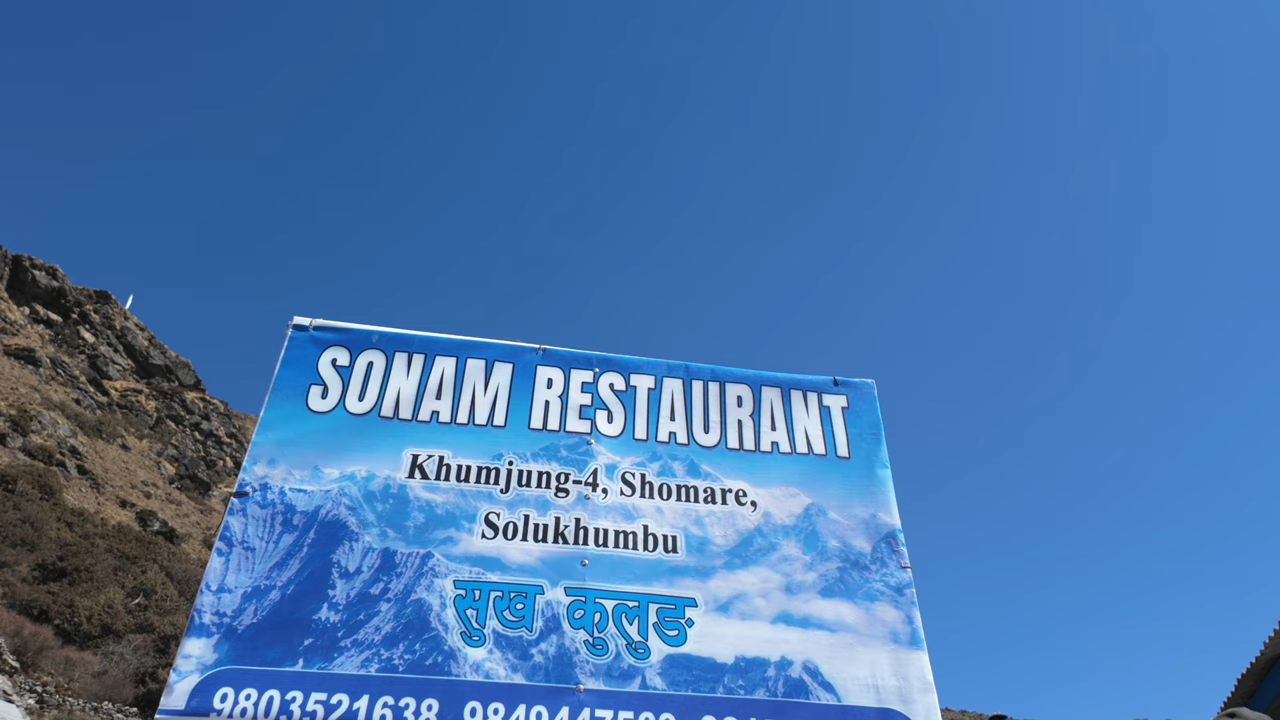 SONAM RESTAURANT
Khumjung-4, Shomare,
Solukhumbu
सुख कुलुङ
9803521638